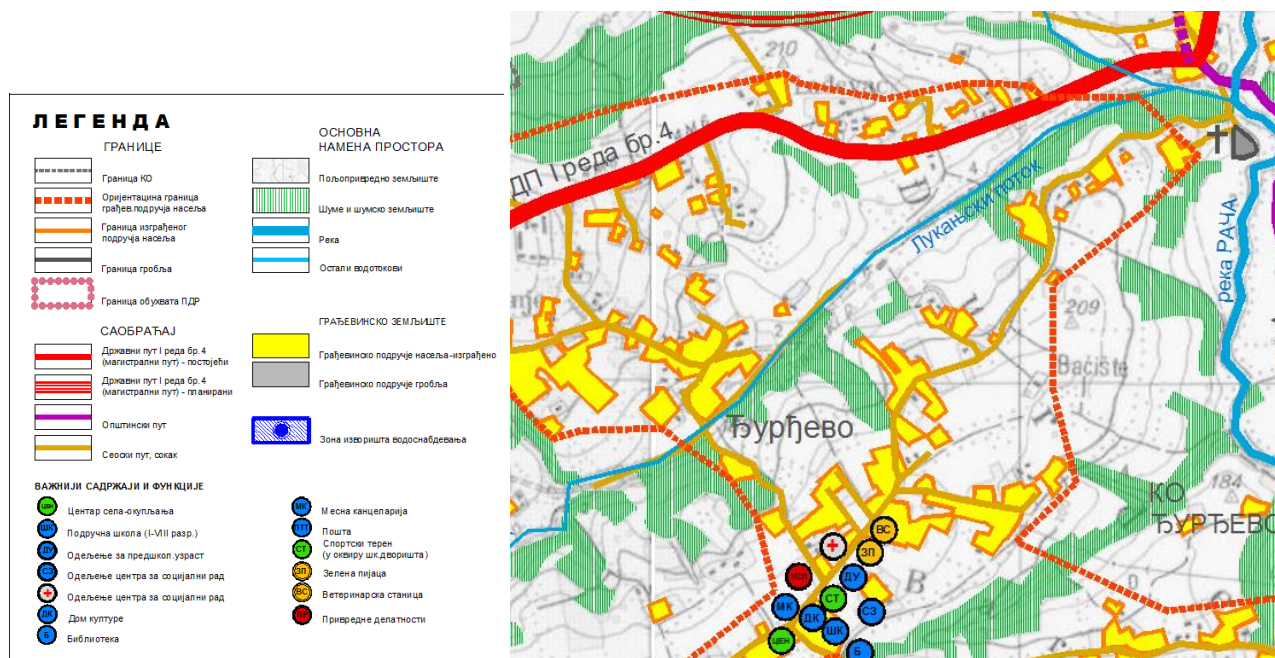 ЛЕГЕНДА
ГРАНИЦЕ
Граница КО
Оријентациона граница
грађев.подручја насеља
Граница изграђеног
подручја насеља
Граница гробља
Граница обухвата ПДР
САОБРАЋАЈ
Државни пут I реда бр.4
(магистрални пут) - постојећи
Државни пут I реда бр.4
(магистрални пут) - планирани
Општински пут
Сеоски пут, сокак
ОСНОВНА
НАМЕНА ПРОСТОРА
Пољопривредно земљиште
Шуме и шумско земљиште
Река
Остали водотокови
ГРАЂЕВИНСКО ЗЕМЉИШТЕ
Грађевинско подручје насеља-изграђено
Грађевинско подручје гробља
Зона изворишта водоснабдевања
ВАЖНИЈИ САДРЖАЈИ И ФУНКЦИЈЕ
ЦЕН Центар села-окупљања
ШК Подручна школа (I-VIII разр.)
ДУ Одељење за предшкол.узраст
СЗ Одељење центра за социјални рад
Одељење центра за социјални рад
ДК Дом културе
Б Библиотека
МК Месна канцеларија
ПТТ Пошта
СТ Спортски терен
(у оквиру шк.дворишта)
ЗП Зелена пијаца
ВС Ветеринарска станица
ПР Привредне делатности
210
ДП I реда бр.4
D
Лукањски прток
река РАЧА
209
Baćište
Ђурђево
КО
ЂУРЂЕВО
184
ВС
ЗП
ДУ
УСЛ
СТ
МК
ДК
СЗ
ШК
ЦЕН
Б
В